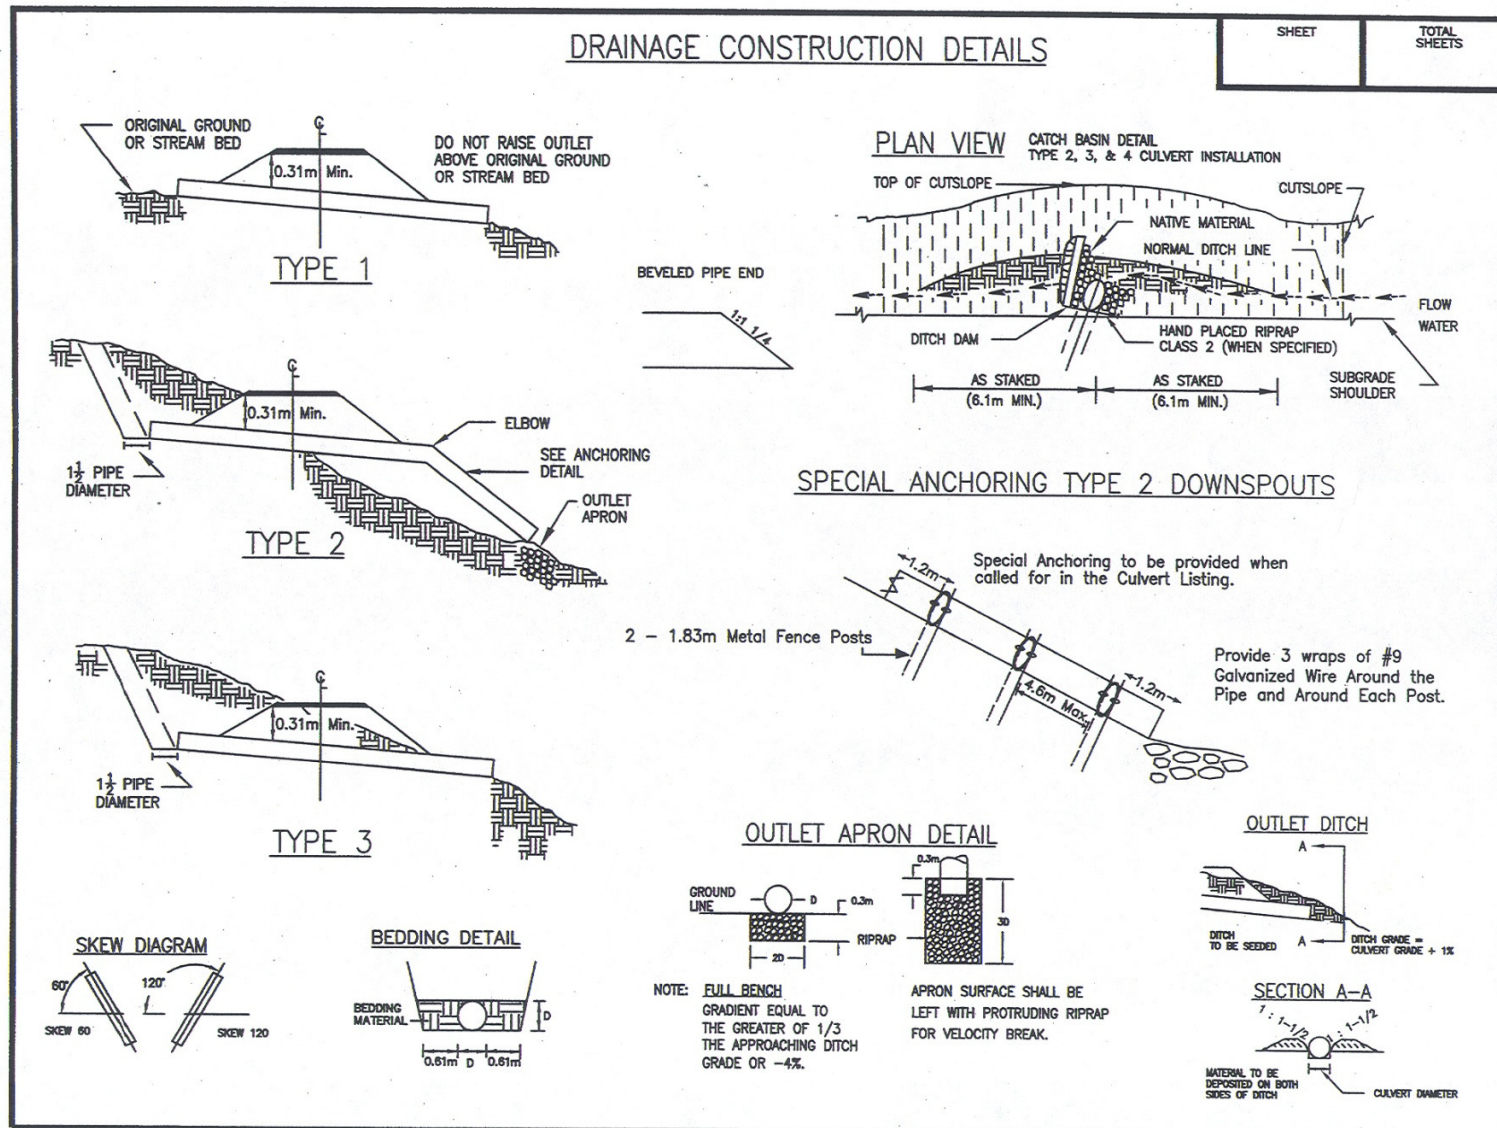 DRAINAGE CONSTRUCTION DETAILS
SHEET
TOTAL
SHEETS
ORIGINAL GROUND
OR STREAM BED
℄
0.31m Min.
DO NOT RAISE OUTLET
ABOVE ORIGINAL GROUND
OR STREAM BED
TYPE 1
PLAN VIEW
CATCH BASIN DETAIL
TYPE 2, 3, & 4 CULVERT INSTALLATION
TOP OF CUTSLOPE
CUTSLOPE
NATIVE MATERIAL
NORMAL DITCH LINE
FLOW
WATER
DITCH DAM
HAND PLACED RIPRAP
CLASS 2 (WHEN SPECIFIED)
SUBGRADE
SHOULDER
AS STAKED
(6.1m MIN.)
AS STAKED
(6.1m MIN.)
BEVELED PIPE END
1:1 1/4
℄
0.31m Min.
ELBOW
SEE ANCHORING
DETAIL
OUTLET
APRON
1½ PIPE
DIAMETER
TYPE 2
SPECIAL ANCHORING TYPE 2 DOWNSPOUTS
Special Anchoring to be provided when
called for in the Culvert Listing.
1.2m
2 - 1.83m Metal Fence Posts
4.6m Max.
1.2m
Provide 3 wraps of #9
Galvanized Wire Around the
Pipe and Around Each Post.
℄
0.31m Min.
1½ PIPE
DIAMETER
TYPE 3
OUTLET APRON DETAIL
GROUND
LINE
D
0.3m
2D
RIPRAP
0.3m
3D
NOTE: FULL BENCH
GRADIENT EQUAL TO
THE GREATER OF 1/3
THE APPROACHING DITCH
GRADE OR -4%.
APRON SURFACE SHALL BE
LEFT WITH PROTRUDING RIPRAP
FOR VELOCITY BREAK.
OUTLET DITCH
A
A
DITCH
TO BE SEEDED
DITCH GRADE =
CULVERT GRADE + 1%
SECTION A-A
1 : 1-1/2
1 : 1-1/2
MATERIAL TO BE
DEPOSITED ON BOTH
SIDES OF DITCH
CULVERT DIAMETER
SKEW DIAGRAM
60°
SKEW 60
120°
SKEW 120
BEDDING DETAIL
BEDDING
MATERIAL
D
0.61m D 0.61m